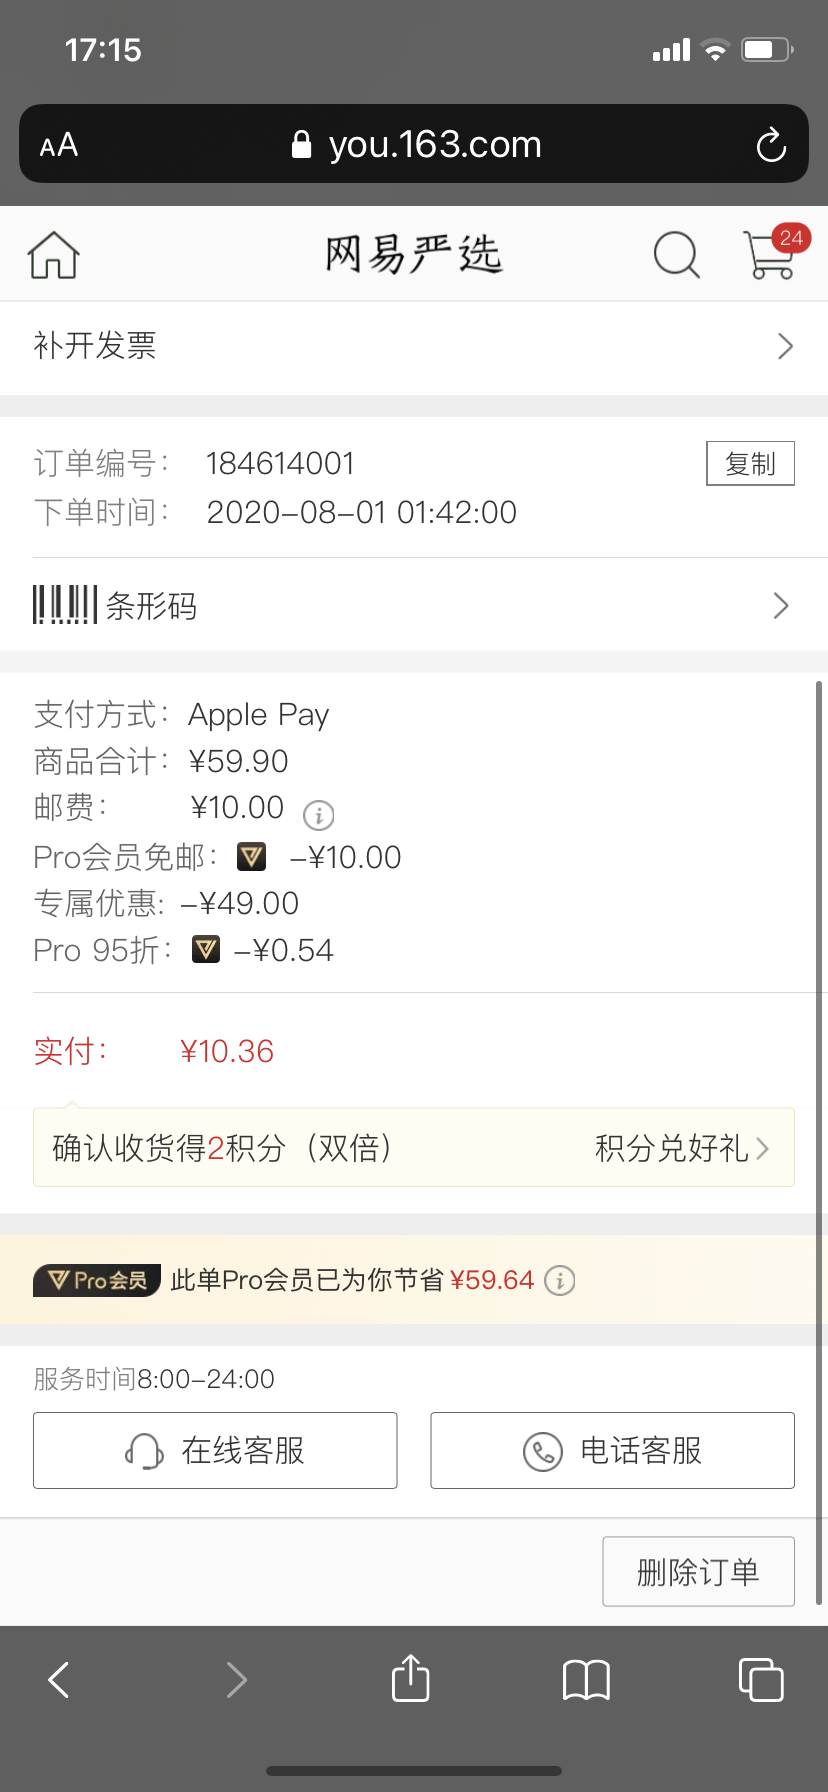 17:15
AA you.163.com
网易严选 24
补开发票
订单编号： 184614001 复制
下单时间： 2020-08-01 01:42:00
条形码
支付方式： Apple Pay
商品合计： ¥59.90
邮费： ¥10.00
Pro会员免邮： -¥10.00
专属优惠: -¥49.00
Pro 95折： -¥0.54
实付： ¥10.36
确认收货得2积分（双倍） 积分兑好礼
Pro会员 此单Pro会员已为你节省 ¥59.64
服务时间8:00-24:00
在线客服 电话客服
删除订单